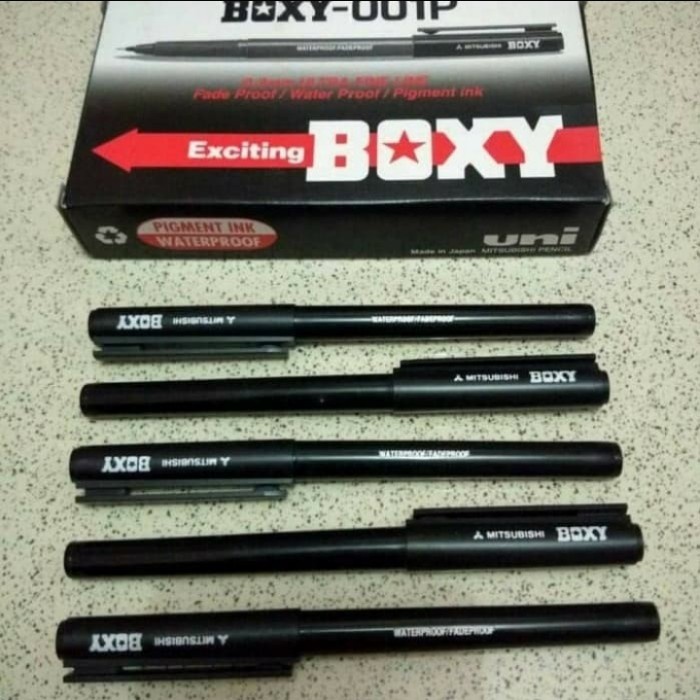 BOXY-001P
WATERPROOF/FADEPROOF MITSUBISHI BOXY
Fade Proof / Water Proof / Pigment ink
Exciting BOXY
PIGMENT INK
WATERPROOF
uni
Made in Japan MITSUBISHI PENCIL
BOXY MITSUBISHI WATERPROOF/FADEPROOF
MITSUBISHI BOXY
BOXY MITSUBISHI WATERPROOF/FADEPROOF
MITSUBISHI BOXY
BOXY MITSUBISHI WATERPROOF/FADEPROOF